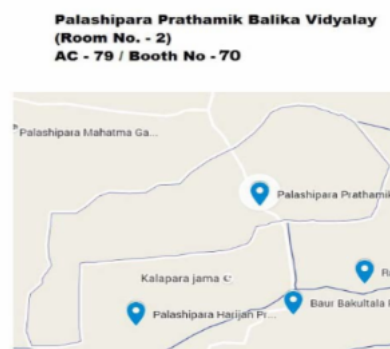 Palashipara Prathamik Balika Vidyalay
(Room No. - 2)
AC - 79 / Booth No - 70
Palashipara Mahatma Ga...
Palashipara Prathamik
Kalapara jama
Baur Bakultala
Palashipara Harijan Pr...